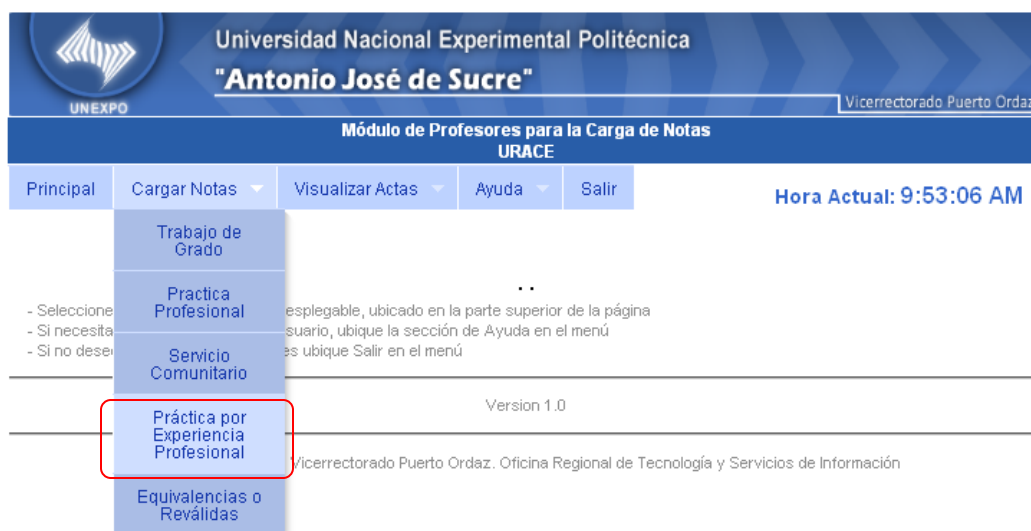 Universidad Nacional Experimental Politécnica
"Antonio José de Sucre"
UNEXPO
Vicerrectorado Puerto Ordaz
Módulo de Profesores para la Carga de Notas
URACE
Principal Cargar Notas Visualizar Actas Ayuda Salir
Hora Actual: 9:53:06 AM
Trabajo de
Grado
Practica
Profesional
Servicio
Comunitario
Práctica por
Experiencia
Profesional
Equivalencias o
Reválidas
. .
- Seleccione esplegable, ubicado en la parte superior de la página
- Si necesita suario, ubique la sección de Ayuda en el menú
- Si no dese es ubique Salir en el menú
Version 1.0
Vicerrectorado Puerto Ordaz. Oficina Regional de Tecnología y Servicios de Información